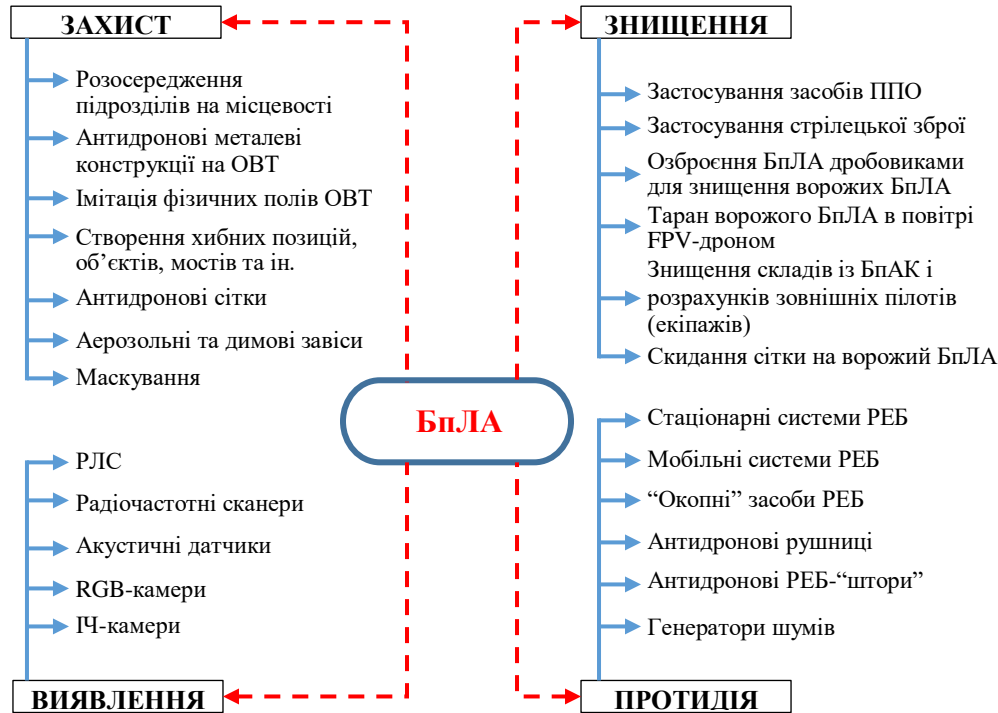 ЗАХИСТ
Розосередження
підрозділів на місцевості
Антидронові металеві
конструкції на ОВТ
Імітація фізичних полів ОВТ
Створення хибних позицій,
об’єктів, мостів та ін.
Антидронові сітки
Аерозольні та димові завіси
Маскування
ЗНИЩЕННЯ
Застосування засобів ППО
Застосування стрілецької зброї
Озброєння БпЛА дробовиками
для знищення ворожих БпЛА
Таран ворожого БпЛА в повітрі
FPV-дроном
Знищення складів із БпАК і
розрахунків зовнішніх пілотів
(екіпажів)
Скидання сітки на ворожий БпЛА
БпЛА
РЛС
Радіочастотні сканери
Акустичні датчики
RGB-камери
ІЧ-камери
ВИЯВЛЕННЯ
Стаціонарні системи РЕБ
Мобільні системи РЕБ
“Окопні” засоби РЕБ
Антидронові рушниці
Антидронові РЕБ-“штори”
Генератори шумів
ПРОТИДІЯ